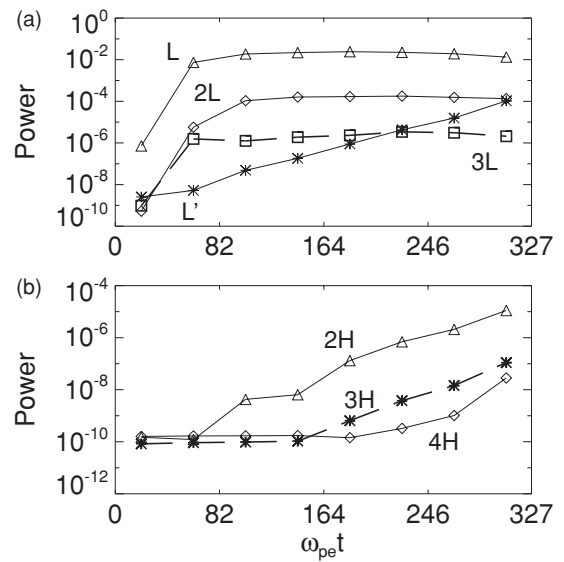 (a)
10^0
10^-2
10^-4
10^-6
10^-8
10^-10
Power
L
2L
3L
L'
0 82 164 246 327
(b)
10^-4
10^-6
10^-8
10^-10
10^-12
Power
2H
3H
4H
0 82 164 246 327
ω_pe t